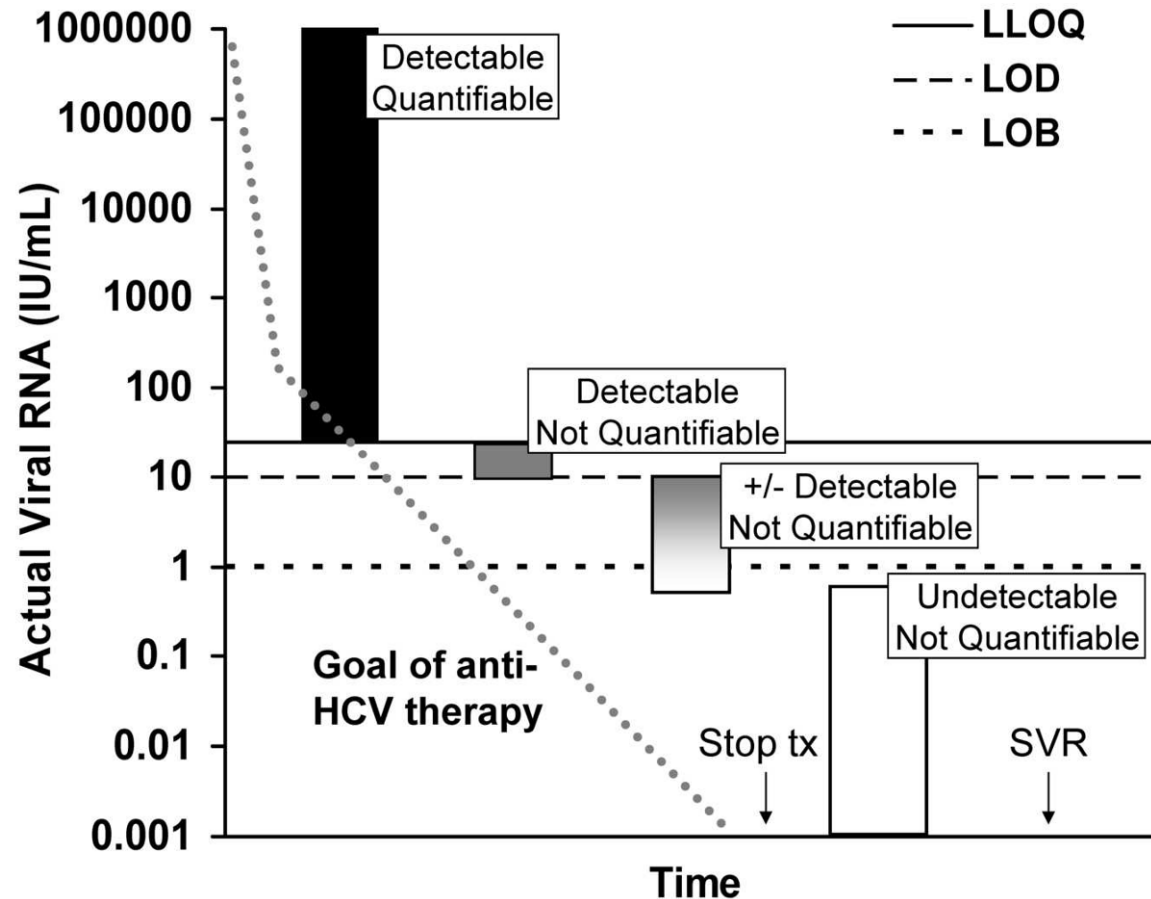 Actual Viral RNA (IU/mL)
1000000
100000
10000
1000
100
10
1
0.1
0.01
0.001
LLOQ
LOD
LOB
Detectable
Quantifiable
Detectable
Not Quantifiable
+/- Detectable
Not Quantifiable
Undetectable
Not Quantifiable
Goal of anti-
HCV therapy
Stop tx
SVR
Time